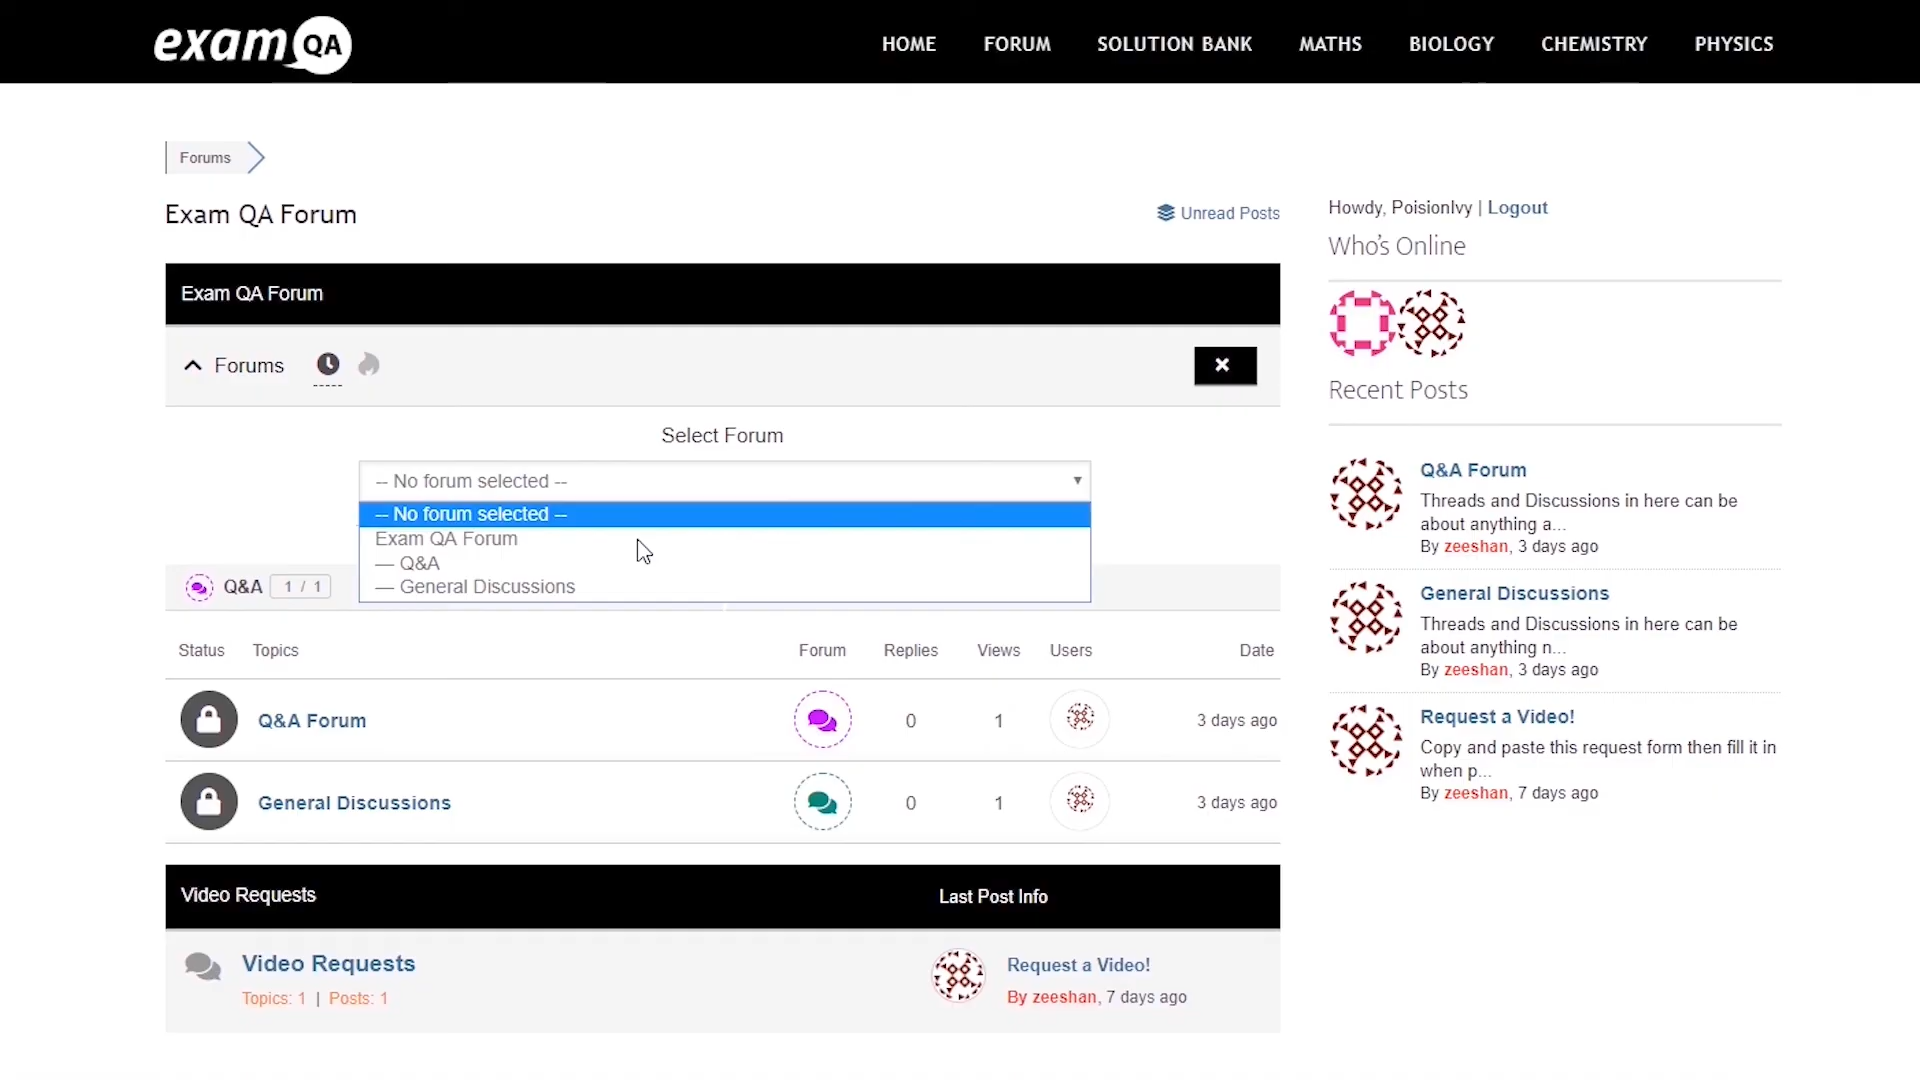 exam QA
HOME FORUM SOLUTION BANK MATHS BIOLOGY CHEMISTRY PHYSICS
Forums
Exam QA Forum
Unread Posts
Exam QA Forum
Forums
Select Forum
-- No forum selected --
-- No forum selected --
Exam QA Forum
— Q&A
— General Discussions
Q&A 1 / 1
Status Topics Forum Replies Views Users Date
Q&A Forum 0 1 3 days ago
General Discussions 0 1 3 days ago
Video Requests Last Post Info
Video Requests
Topics: 1 | Posts: 1
Request a Video!
By zeeshan, 7 days ago
Howdy, PoisionIvy | Logout
Who's Online
Recent Posts
Q&A Forum
Threads and Discussions in here can be
about anything a...
By zeeshan, 3 days ago
General Discussions
Threads and Discussions in here can be
about anything n...
By zeeshan, 3 days ago
Request a Video!
Copy and paste this request form then fill it in
when p...
By zeeshan, 7 days ago